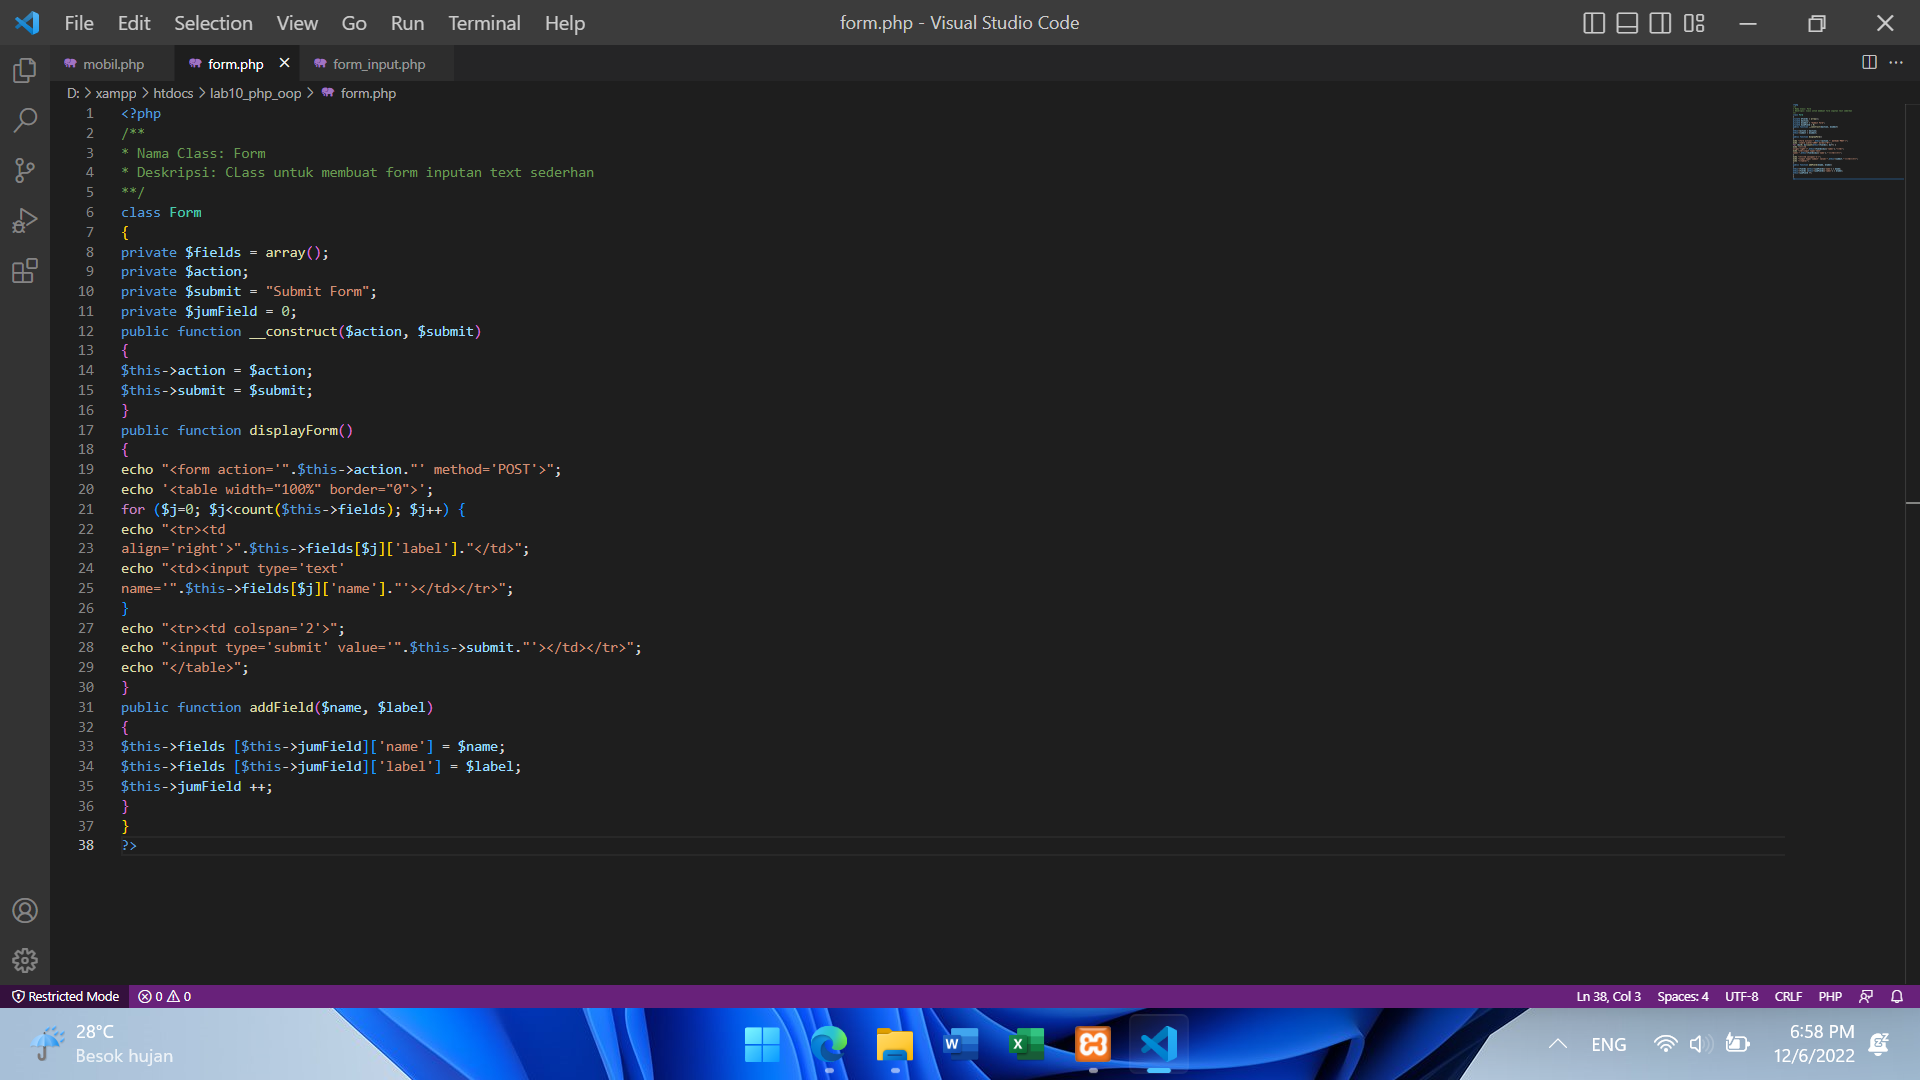 File Edit Selection View Go Run Terminal Help
form.php - Visual Studio Code
mobil.php
form.php
form_input.php
D: > xampp > htdocs > lab10_php_oop > form.php
1 <?php
2 /**
3 * Nama Class: Form
4 * Deskripsi: CLass untuk membuat form inputan text sederhan
5 **/
6 class Form
7 {
8 private $fields = array();
9 private $action;
10 private $submit = "Submit Form";
11 private $jumField = 0;
12 public function __construct($action, $submit)
13 {
14 $this->action = $action;
15 $this->submit = $submit;
16 }
17 public function displayForm()
18 {
19 echo "<form action='".$this->action."' method='POST'>";
20 echo '<table width="100%" border="0">';
21 for ($j=0; $j<count($this->fields); $j++) {
22 echo "<tr><td
23 align='right'>".$this->fields[$j]['label']."</td>";
24 echo "<td><input type='text'
25 name='".$this->fields[$j]['name']."'></td></tr>";
26 }
27 echo "<tr><td colspan='2'>";
28 echo "<input type='submit' value='".$this->submit."'></td></tr>";
29 echo "</table>";
30 }
31 public function addField($name, $label)
32 {
33 $this->fields [$this->jumField]['name'] = $name;
34 $this->fields [$this->jumField]['label'] = $label;
35 $this->jumField ++;
36 }
37 }
38 ?>
Restricted Mode 0 0
Ln 38, Col 3 Spaces: 4 UTF-8 CRLF PHP
28°C
Besok hujan
ENG
6:58 PM
12/6/2022